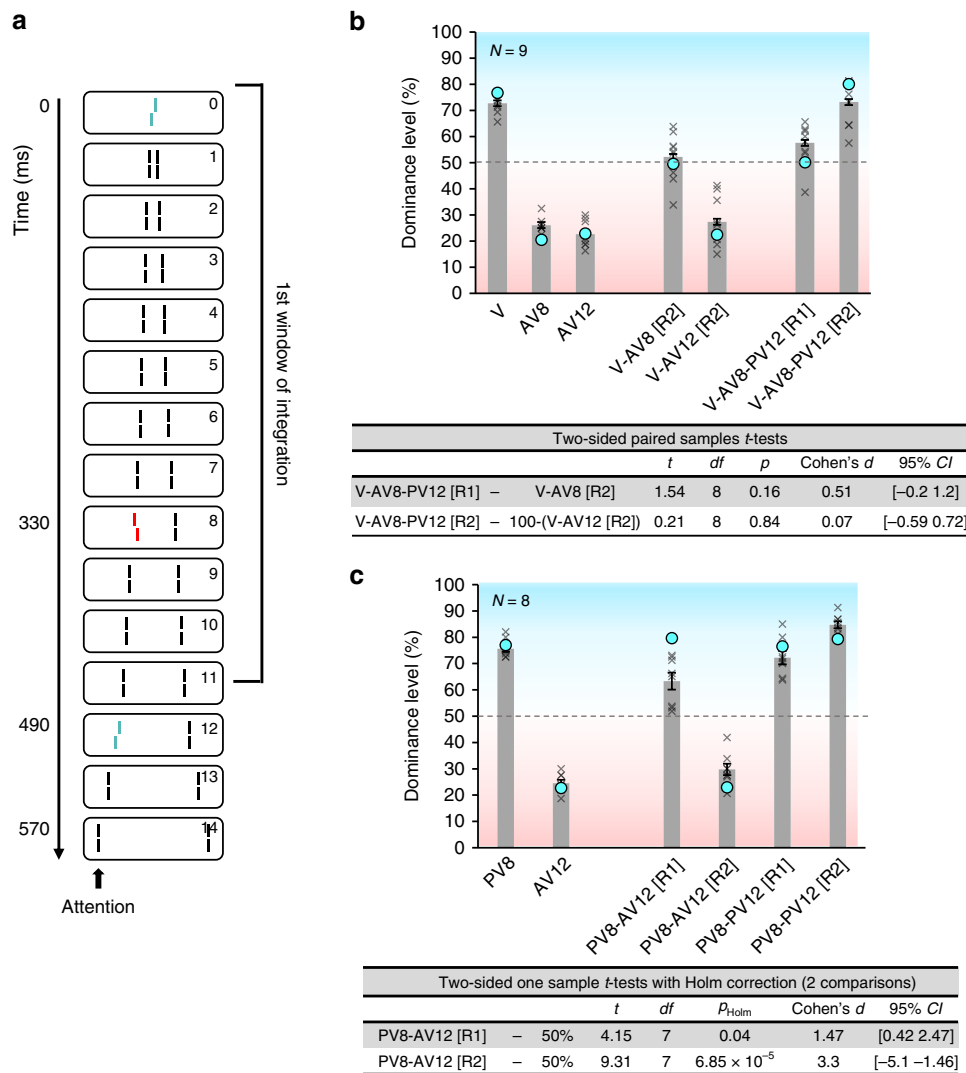 a
Time (ms)
0
330
490
570
0
1
2
3
4
5
6
7
8
9
10
11
12
13
14
1st window of integration
Attention
b
Dominance level (%)
100
90
80
70
60
50
40
30
20
10
0
N = 9
V
AV8
AV12
V-AV8 [R2]
V-AV12 [R2]
V-AV8-PV12 [R1]
V-AV8-PV12 [R2]
Two-sided paired samples t-tests
t df p Cohen's d 95% CI
V-AV8-PV12 [R1] – V-AV8 [R2] 1.54 8 0.16 0.51 [–0.2 1.2]
V-AV8-PV12 [R2] – 100-(V-AV12 [R2]) 0.21 8 0.84 0.07 [–0.59 0.72]
c
Dominance level (%)
100
90
80
70
60
50
40
30
20
10
0
N = 8
PV8
AV12
PV8-AV12 [R1]
PV8-AV12 [R2]
PV8-PV12 [R1]
PV8-PV12 [R2]
Two-sided one sample t-tests with Holm correction (2 comparisons)
t df pHolm Cohen's d 95% CI
PV8-AV12 [R1] – 50% 4.15 7 0.04 1.47 [0.42 2.47]
PV8-AV12 [R2] – 50% 9.31 7 6.85 × 10⁻⁵ 3.3 [–5.1 –1.46]